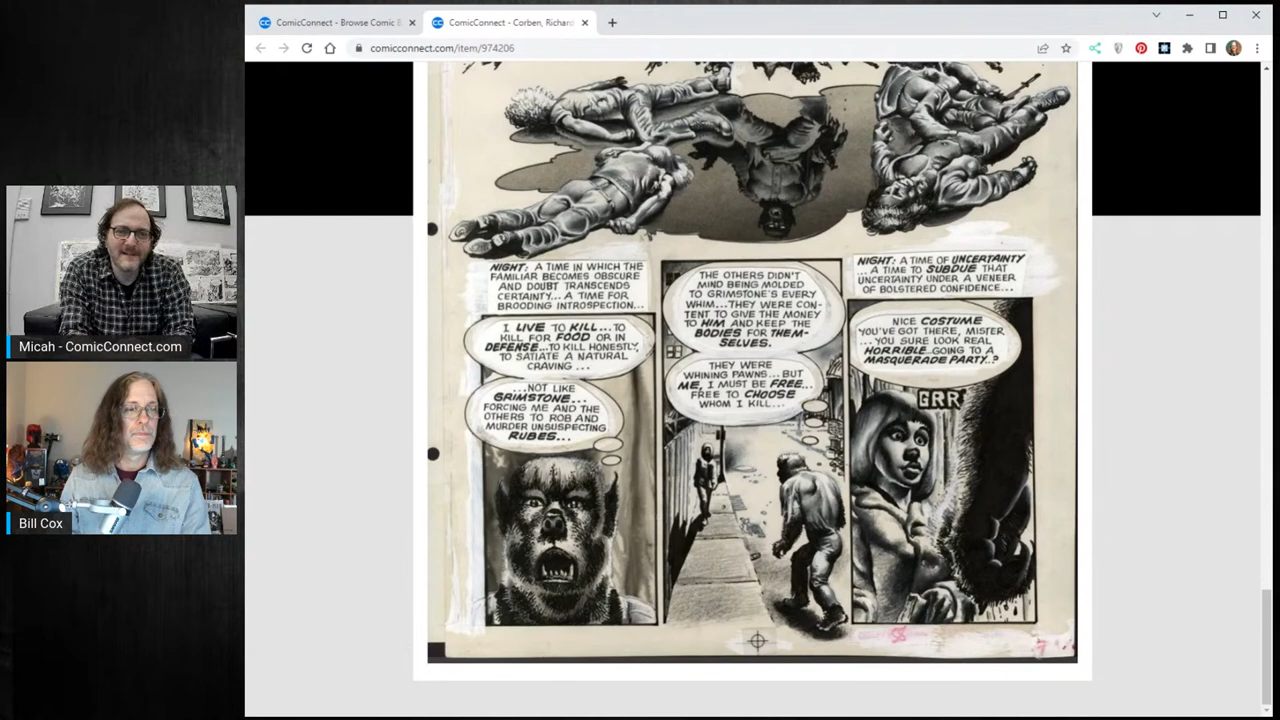 ComicConnect - Browse Comic B
ComicConnect - Corben, Richard
comicconnect.com/item/974206
Micah - ComicConnect.com
Bill Cox
NIGHT: A TIME IN WHICH THE
FAMILIAR BECOMES OBSCURE
AND DOUBT TRANSCENDS
CERTAINTY... A TIME FOR
BROODING INTROSPECTION...
I LIVE TO KILL...TO
KILL FOR FOOD OR IN
DEFENSE...TO KILL HONESTLY,
TO SATIATE A NATURAL
CRAVING...
...NOT LIKE
GRIMSTONE...
FORCING ME AND THE
OTHERS TO ROB AND
MURDER UNSUSPECTING
RUBES...
THE OTHERS DIDN'T
MIND BEING MOLDED
TO GRIMSTONE'S EVERY
WHIM...THEY WERE CON-
TENT TO GIVE THE MONEY
TO HIM AND KEEP THE
BODIES FOR THEM-
SELVES.
THEY WERE
WHINING PAWNS...BUT
ME, I MUST BE FREE...
FREE TO CHOOSE
WHOM I KILL...
NIGHT: A TIME OF UNCERTAINTY
... A TIME TO SUBDUE THAT
UNCERTAINTY UNDER A VENEER
OF BOLSTERED CONFIDENCE...
NICE COSTUME
YOU'VE GOT THERE, MISTER
...YOU SURE LOOK REAL
HORRIBLE...GOING TO A
MASQUERADE PARTY..?
GRR